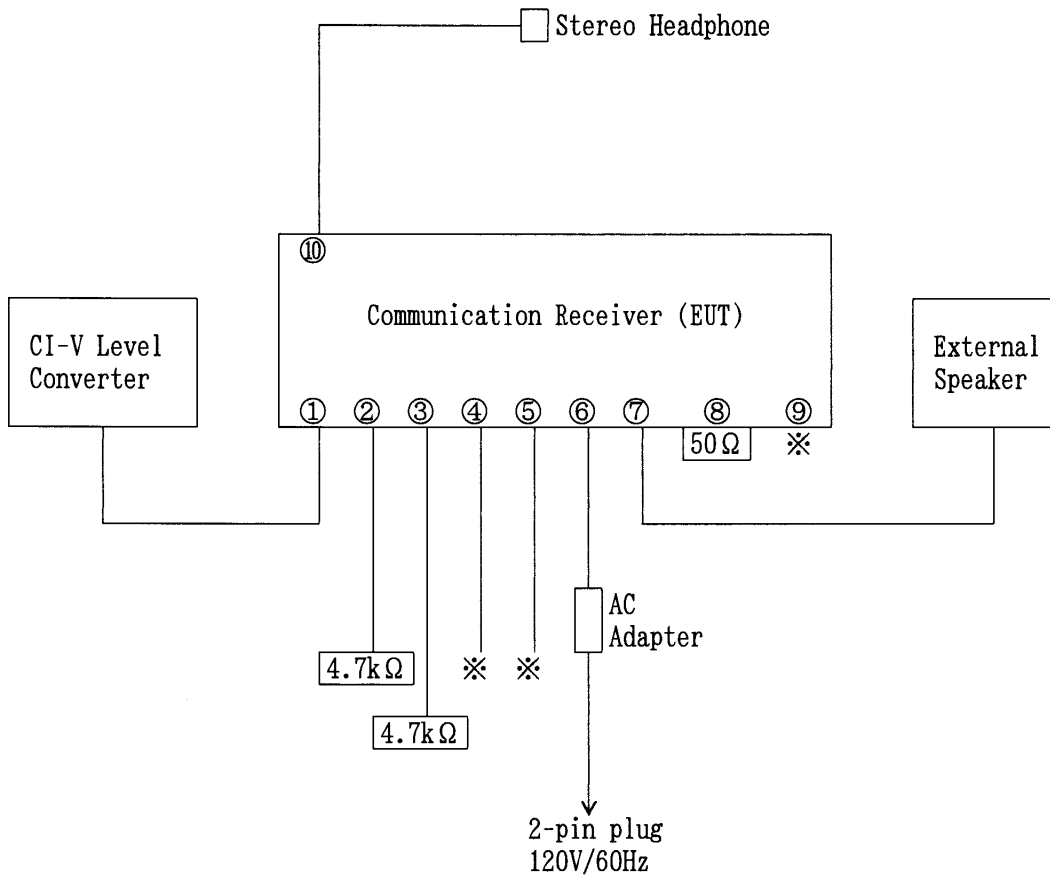 Stereo Headphone
⑩
Communication Receiver (EUT)
CI-V Level
Converter
External
Speaker
① ② ③ ④ ⑤ ⑥ ⑦ ⑧ ⑨
50Ω ※
AC
Adapter
4.7kΩ ※ ※
4.7kΩ
2-pin plug
120V/60Hz